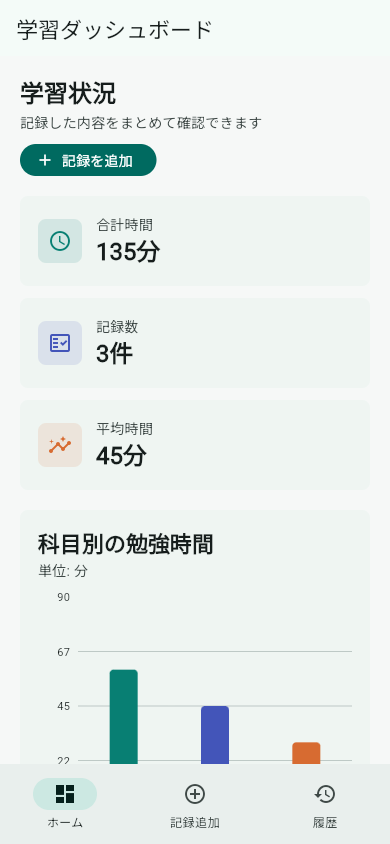 学習ダッシュボード
学習状況
記録した内容をまとめて確認できます
記録を追加
合計時間
135分
記録数
3件
平均時間
45分
科目別の勉強時間
単位: 分
90
67
45
22
ホーム
記録追加
履歴